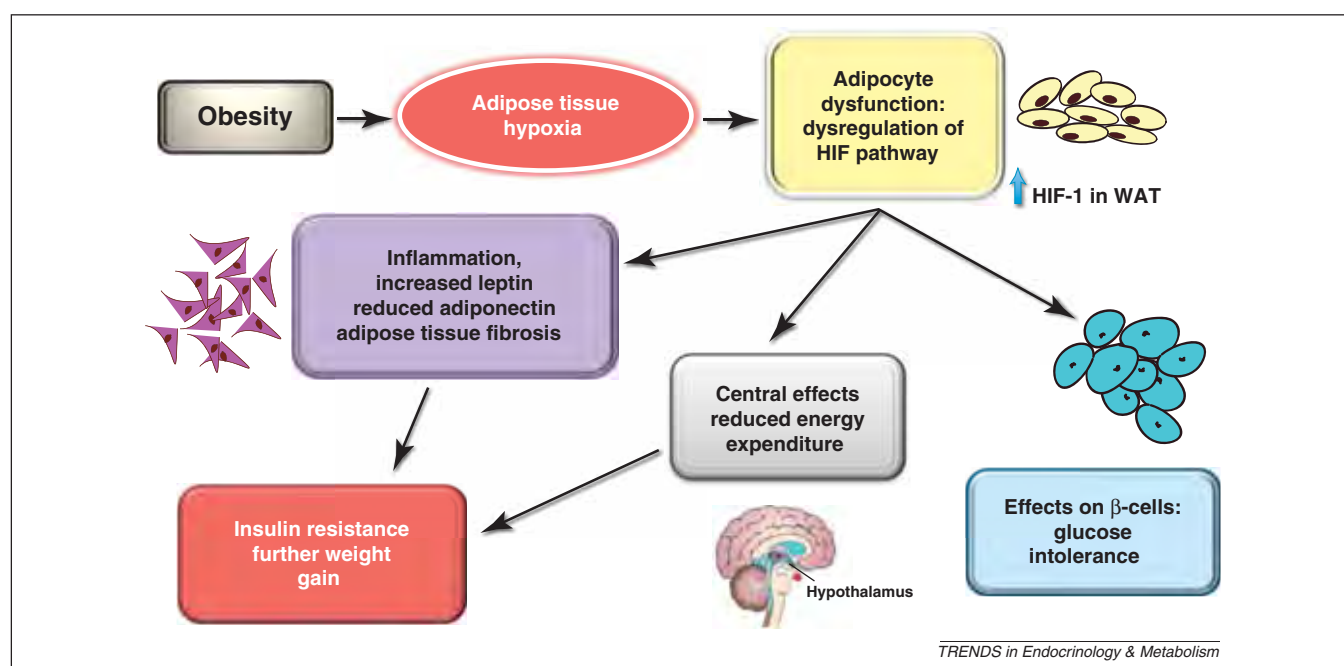 Obesity
Adipose tissue
hypoxia
Adipocyte
dysfunction:
dysregulation of
HIF pathway
HIF-1 in WAT
Inflammation,
increased leptin
reduced adiponectin
adipose tissue fibrosis
Central effects
reduced energy
expenditure
Insulin resistance
further weight
gain
Hypothalamus
Effects on β-cells:
glucose
intolerance
TRENDS in Endocrinology & Metabolism